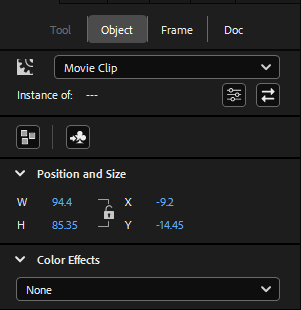 Tool Object Frame Doc
Movie Clip
Instance of: ---
Position and Size
W 94.4 X -9.2
H 85.35 Y -14.45
Color Effects
None